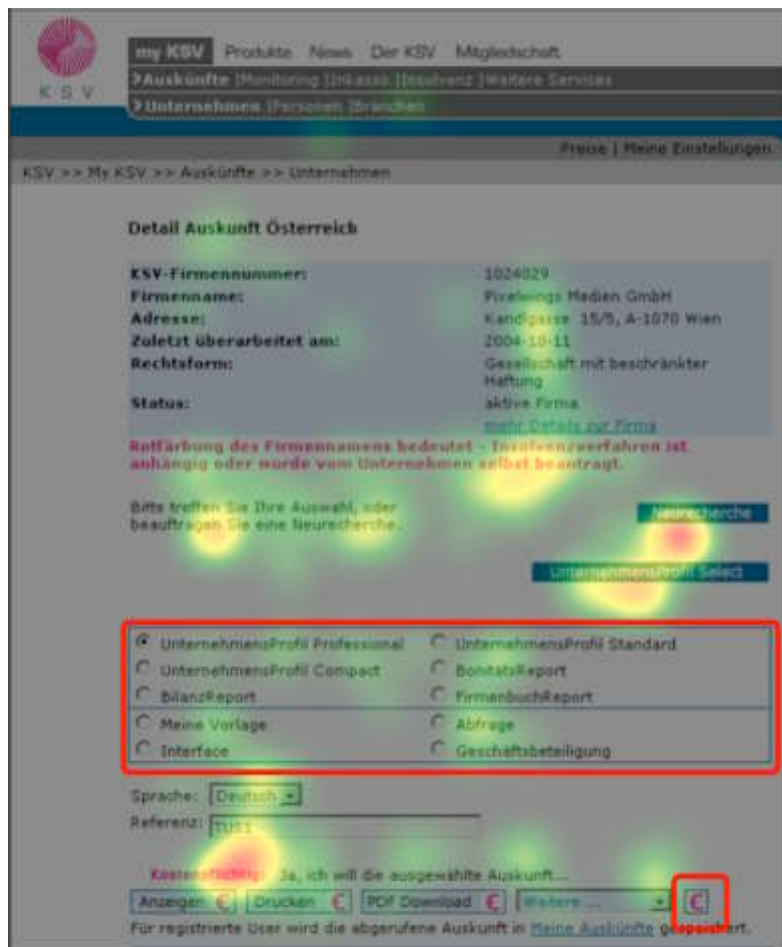 K S V
my KSV Produkte News Der KSV Mitgliedschaft
>Auskünfte |Monitoring |Inkasso |Insolvenz |Weitere Services
>Unternehmen |Personen |Branchen
Preise | Meine Einstellungen
KSV >> My KSV >> Auskünfte >> Unternehmen
Detail Auskunft Österreich
KSV-Firmennummer: 1024029
Firmenname: Pixelwings Medien GmbH
Adresse: Kandlgasse 15/5, A-1070 Wien
Zuletzt überarbeitet am: 2004-10-11
Rechtsform: Gesellschaft mit beschränkter
Haftung
Status: aktive Firma
mehr Details zur Firma
Rotfärbung des Firmennamens bedeutet - Insolvenzverfahren ist
anhängig oder wurde vom Unternehmen selbst beantragt.
Bitte treffen Sie Ihre Auswahl, oder
beauftragen Sie eine Neurecherche.
Neurecherche
UnternehmensProfil Select
UnternehmensProfil Professional UnternehmensProfil Standard
UnternehmensProfil Compact BonitätsReport
BilanzReport FirmenbuchReport
Meine Vorlage Abfrage
Interface Geschäftsbeteiligung
Sprache: Deutsch
Referenz: TUS1
Kostenpflichtig: Ja, ich will die ausgewählte Auskunft...
Anzeigen € Drucken € PDF Download € Weitere ... €
Für registrierte User wird die abgerufene Auskunft in Meine Auskünfte gespeichert.